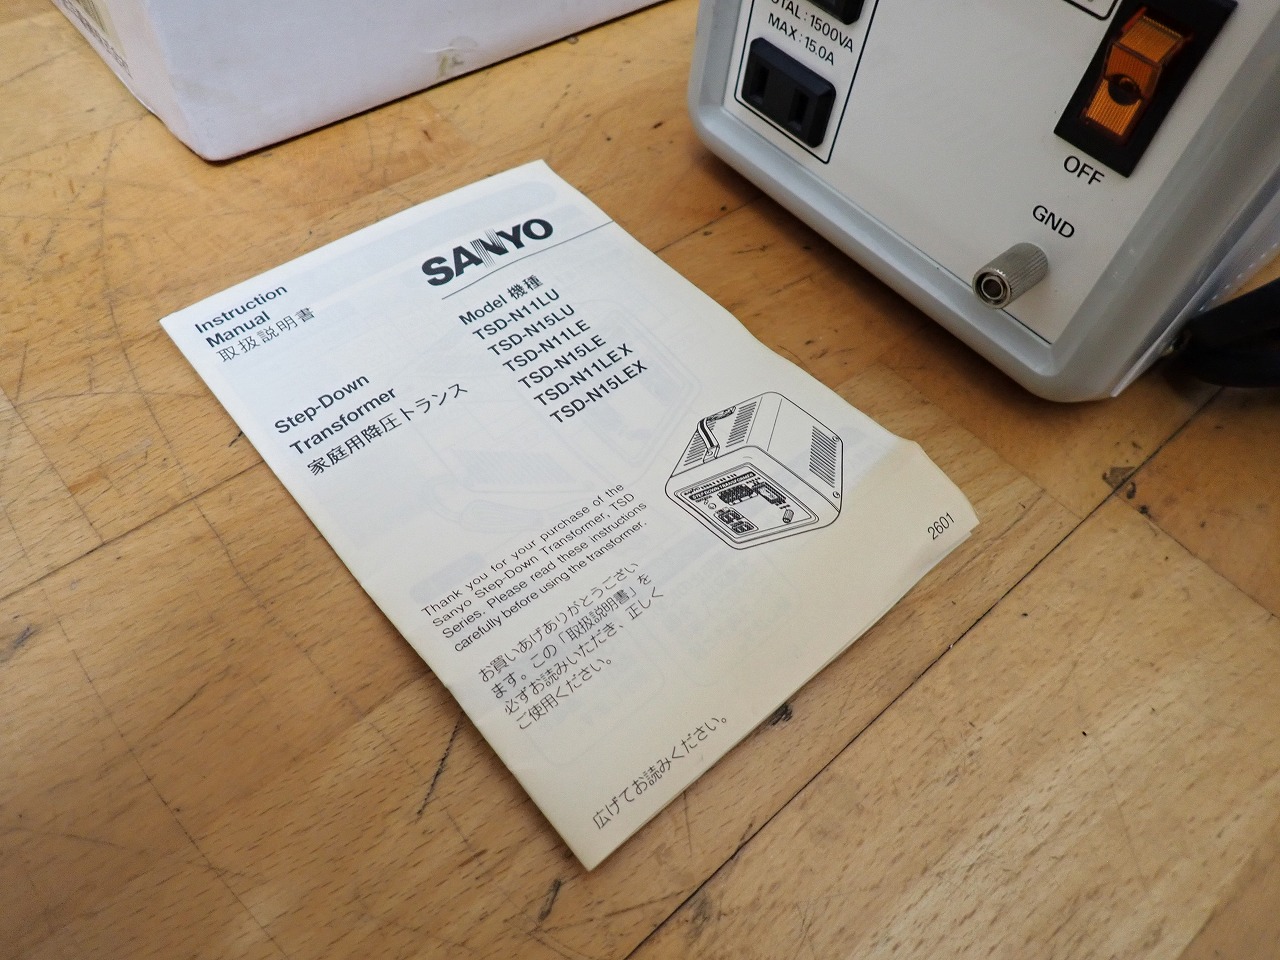 SANYO
Instruction
Manual
取扱説明書
Model 機種
TSD-N11LU
TSD-N15LU
TSD-N11LE
TSD-N15LE
TSD-N11LEX
TSD-N15LEX
Step-Down
Transformer
家庭用降圧トランス
Thank you for your purchase of the
Sanyo Step-Down Transformer, TSD
Series. Please read these instructions
carefully before using the transformer.
お買いあげありがとうござい
ます。この「取扱説明書」を
必ずお読みいただき、正しく
ご使用ください。
広げてお読みください。
2601
TOTAL : 1500VA
MAX : 15.0A
OFF
GND